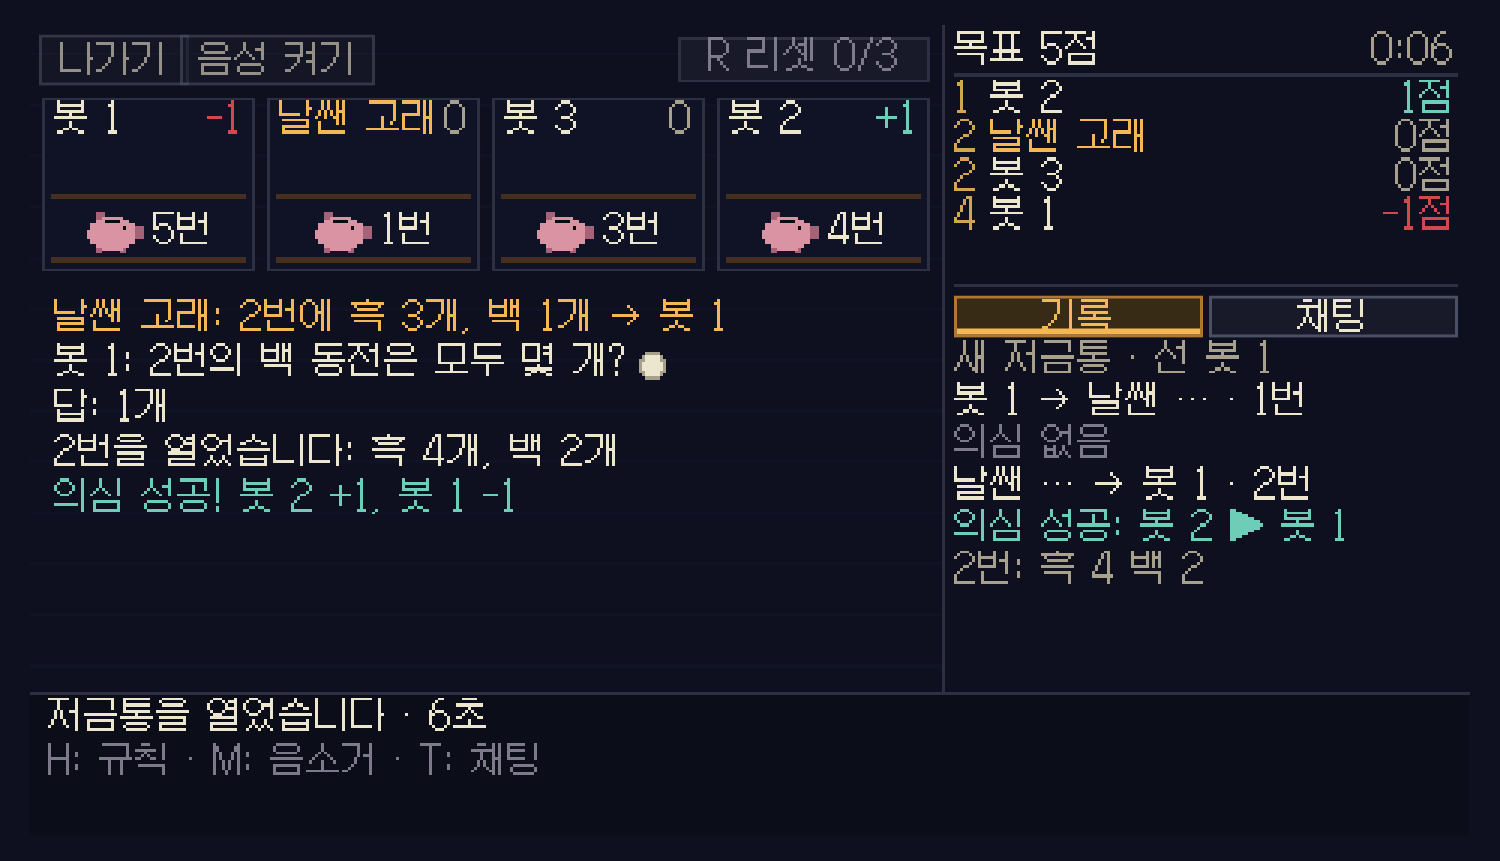 나가기 음성 켜기 R 리셋 0/3
봇 1 -1
날쌘 고래 0
봇 3 0
봇 2 +1
5번
1번
3번
4번
날쌘 고래: 2번에 흑 3개, 백 1개 → 봇 1
봇 1: 2번의 백 동전은 모두 몇 개?
답: 1개
2번을 열었습니다: 흑 4개, 백 2개
의심 성공! 봇 2 +1, 봇 1 -1
목표 5점 0:06
1 봇 2 1점
2 날쌘 고래 0점
2 봇 3 0점
4 봇 1 -1점
기록 채팅
새 저금통 · 선 봇 1
봇 1 → 날쌘 … · 1번
의심 없음
날쌘 … → 봇 1 · 2번
의심 성공: 봇 2 ▶ 봇 1
2번: 흑 4 백 2
저금통을 열었습니다 · 6초
H: 규칙 · M: 음소거 · T: 채팅